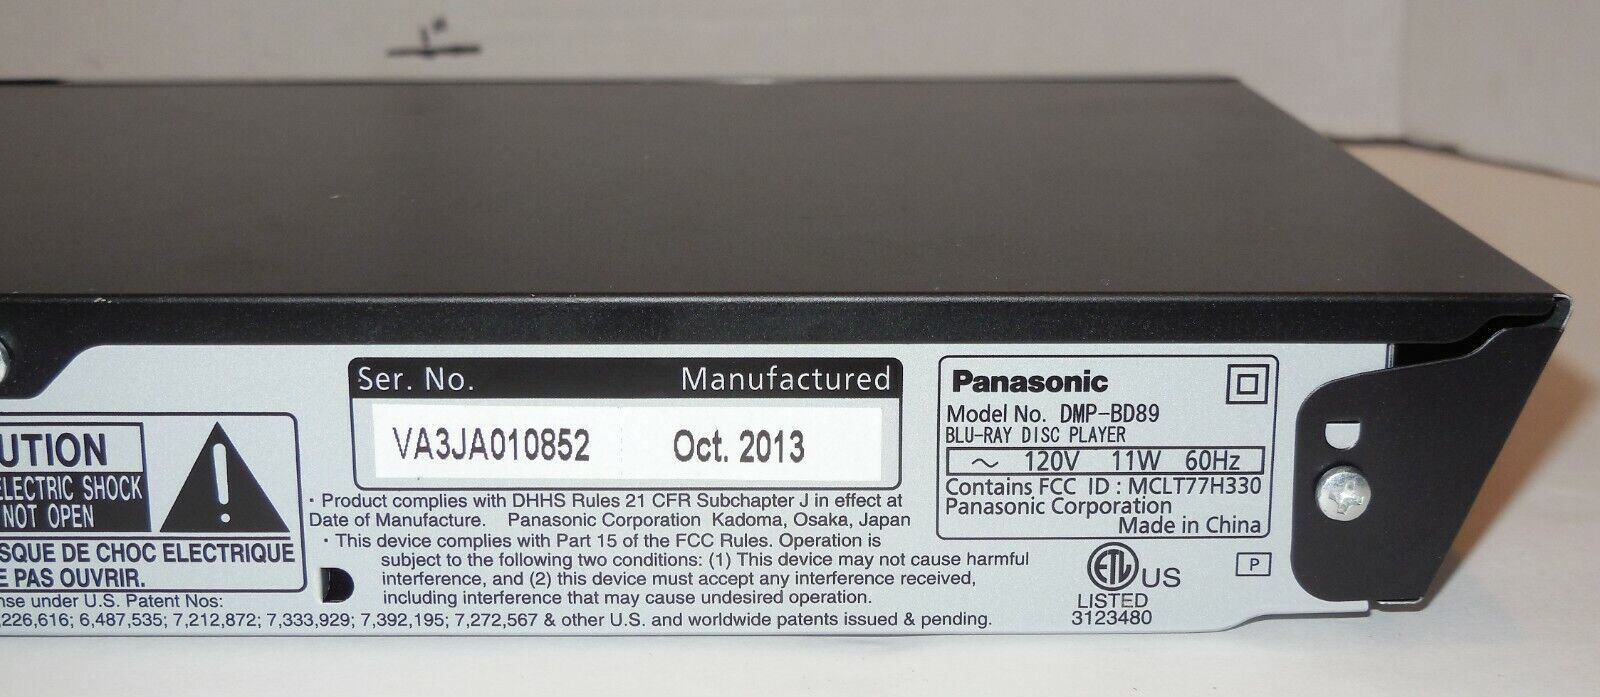 UTION
ELECTRIC SHOCK
NOT OPEN
SQUE DE CHOC ELECTRIQUE
E PAS OUVRIR.
nse under U.S. Patent Nos:
,226,616; 6,487,535; 7,212,872; 7,333,929; 7,392,195; 7,272,567 & other U.S. and worldwide patents issued & pending.
Ser. No. Manufactured
VA3JA010852 Oct. 2013
· Product complies with DHHS Rules 21 CFR Subchapter J in effect at
Date of Manufacture. Panasonic Corporation Kadoma, Osaka, Japan
· This device complies with Part 15 of the FCC Rules. Operation is
subject to the following two conditions: (1) This device may not cause harmful
interference, and (2) this device must accept any interference received,
including interference that may cause undesired operation.
Panasonic
Model No. DMP-BD89
BLU-RAY DISC PLAYER
~ 120V 11W 60Hz
Contains FCC ID : MCLT77H330
Panasonic Corporation
Made in China
ETL US
LISTED
3123480
P